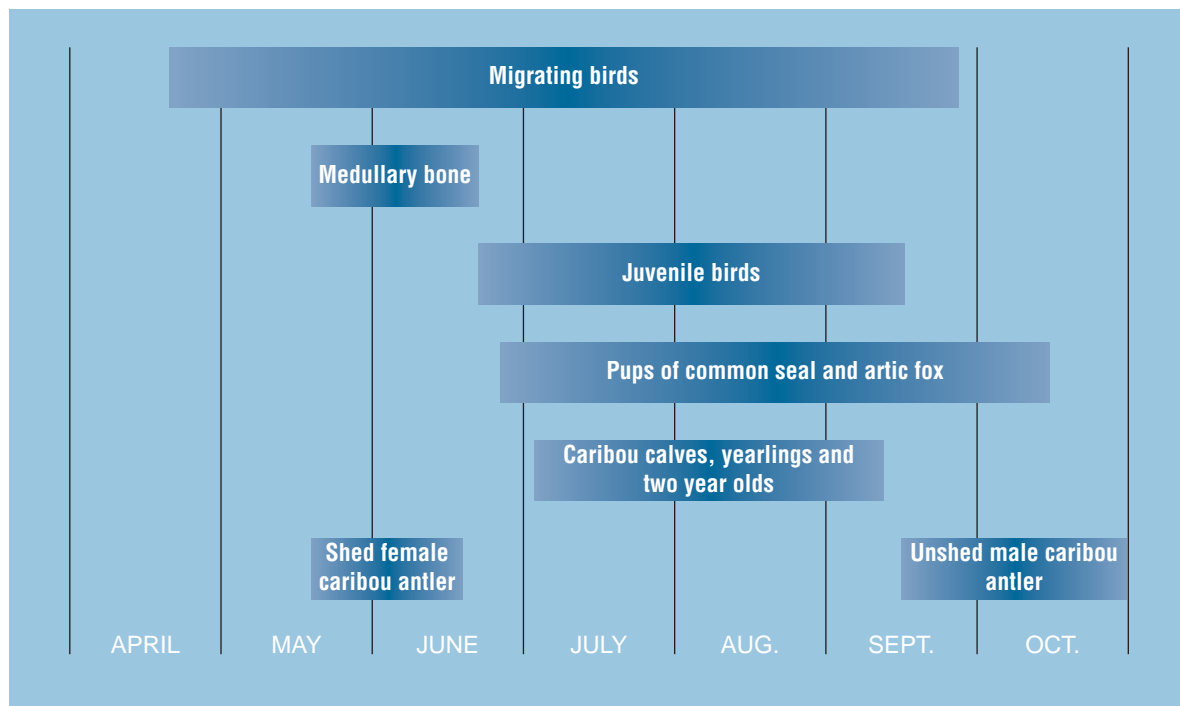 Migrating birds
Medullary bone
Juvenile birds
Pups of common seal and artic fox
Caribou calves, yearlings and
two year olds
Shed female
caribou antler
Unshed male caribou
antler
APRIL
MAY
JUNE
JULY
AUG.
SEPT.
OCT.